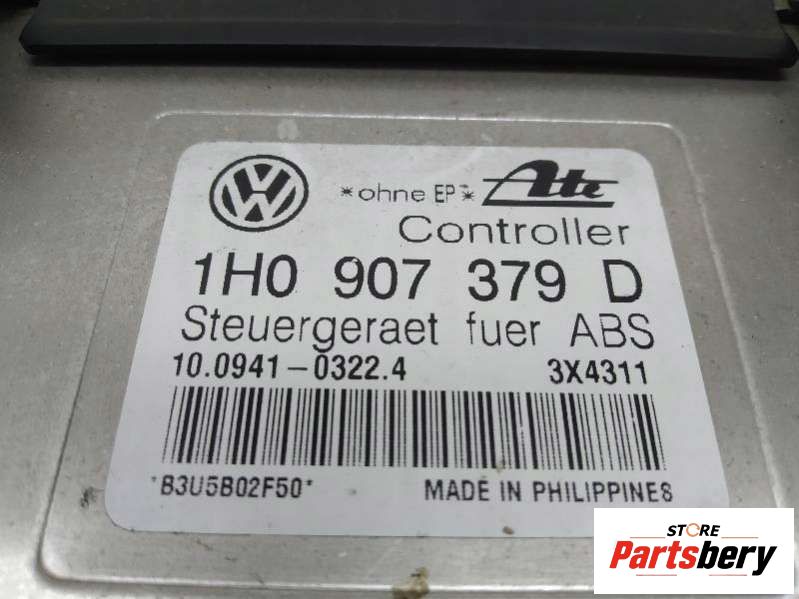 VW *ohne EP* Ate
Controller
1H0 907 379 D
Steuergeraet fuer ABS
10.0941-0322.4 3X4311
*B3U5B02F50* MADE IN PHILIPPINES
STORE
Partsbery